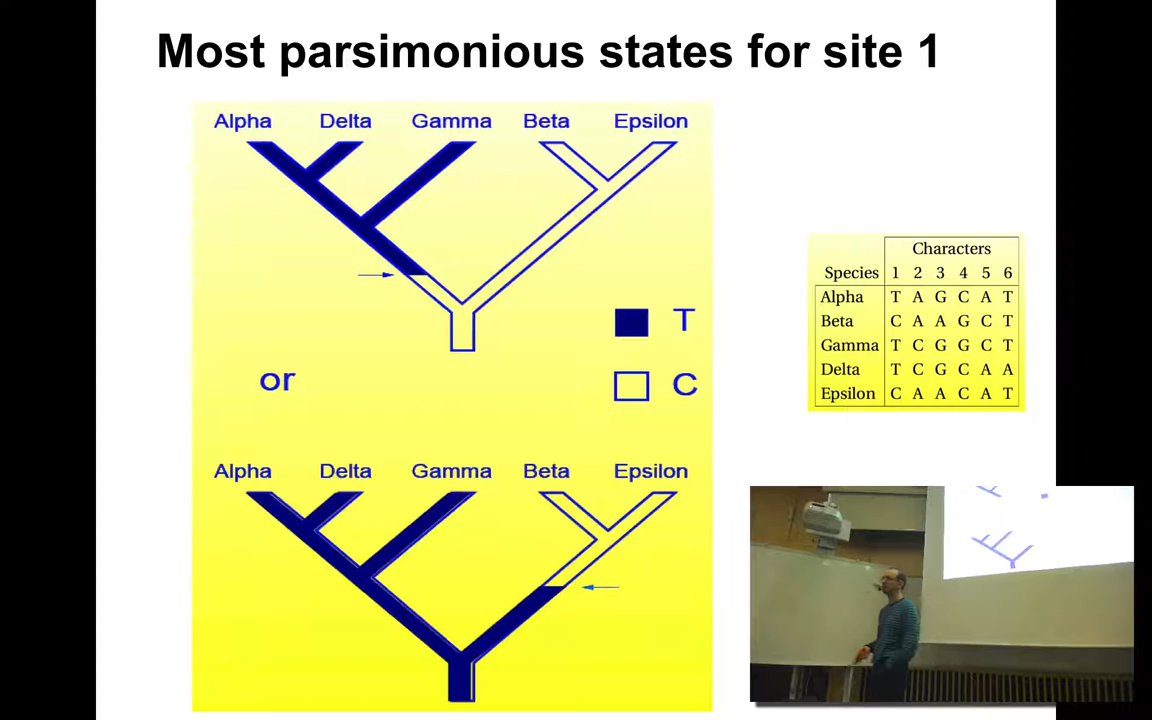 Most parsimonious states for site 1
Alpha Delta Gamma Beta Epsilon
T
C
or
Alpha Delta Gamma Beta Epsilon
Characters
Species 1 2 3 4 5 6
Alpha T A G C A T
Beta C A A G C T
Gamma T C G G C T
Delta T C G C A A
Epsilon C A A C A T